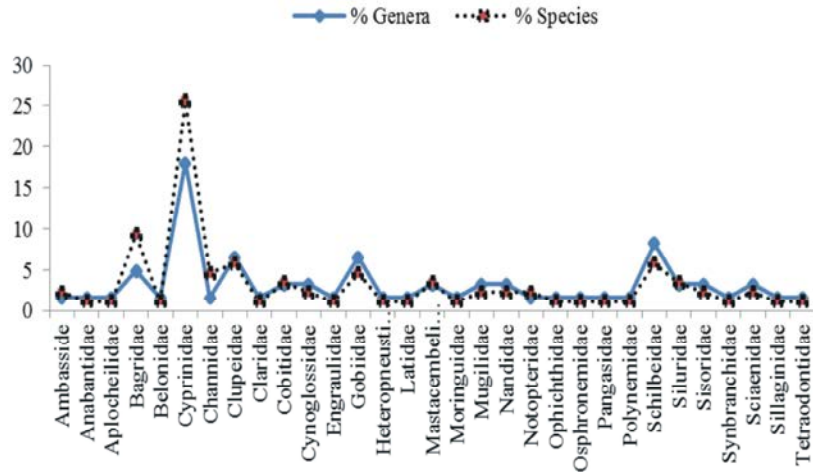 % Genera % Species
30
25
20
15
10
5
0
Ambasside
Anabantidae
Aplocheilidae
Bagridae
Belonidae
Cyprinidae
Channidae
Clupeidae
Claridae
Cobitidae
Cynoglossidae
Engraulidae
Gobiidae
Heteropneusti...
Latidae
Mastacembeli...
Moringuidae
Mugilidae
Nandidae
Notopteridae
Ophichthidae
Osphronemidae
Pangasidae
Polynemidae
Schilbeidae
Siluridae
Sisoridae
Synbranchidae
Sciaenidae
Sillaginidae
Tetraodontidae